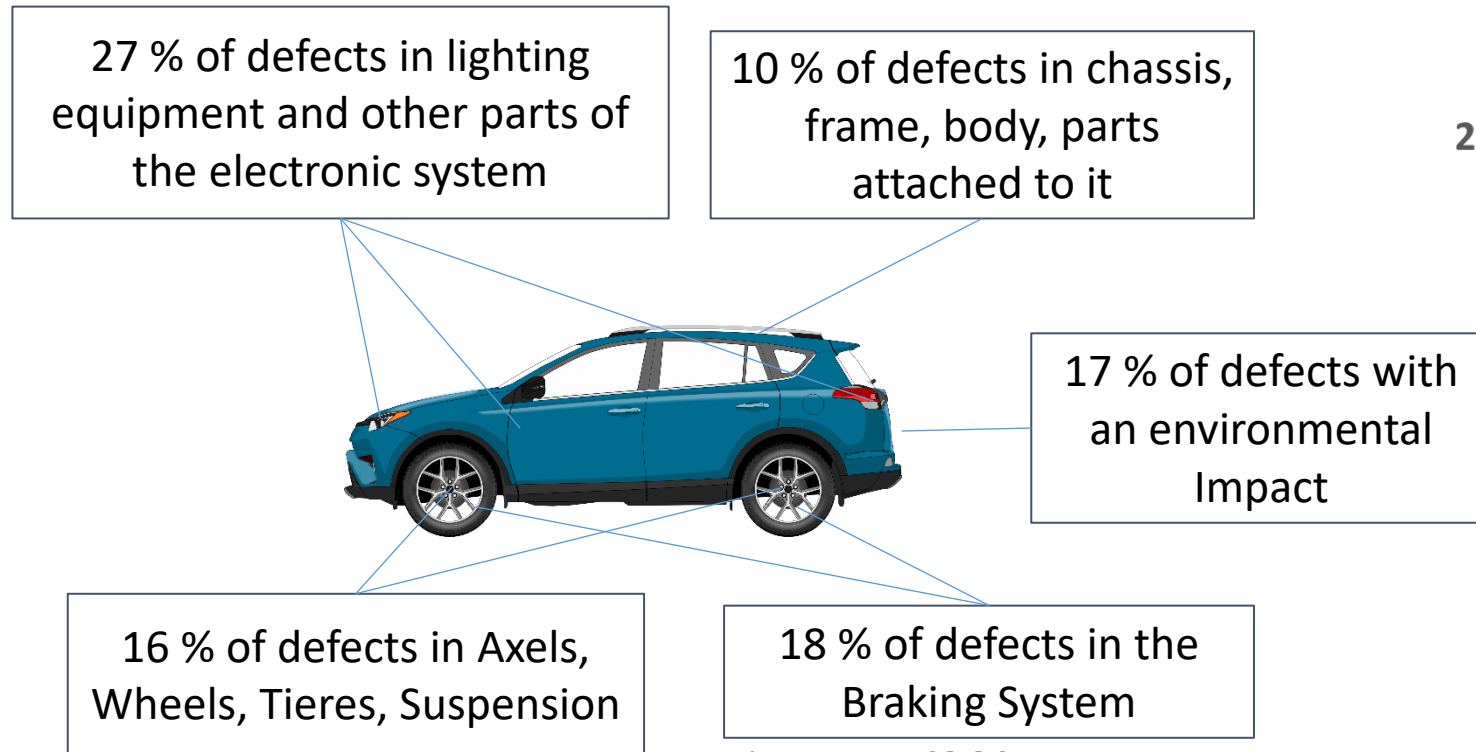 27 % of defects in lighting
equipment and other parts of
the electronic system
10 % of defects in chassis,
frame, body, parts
attached to it
2
17 % of defects with
an environmental
Impact
16 % of defects in Axels,
Wheels, Tieres, Suspension
18 % of defects in the
Braking System